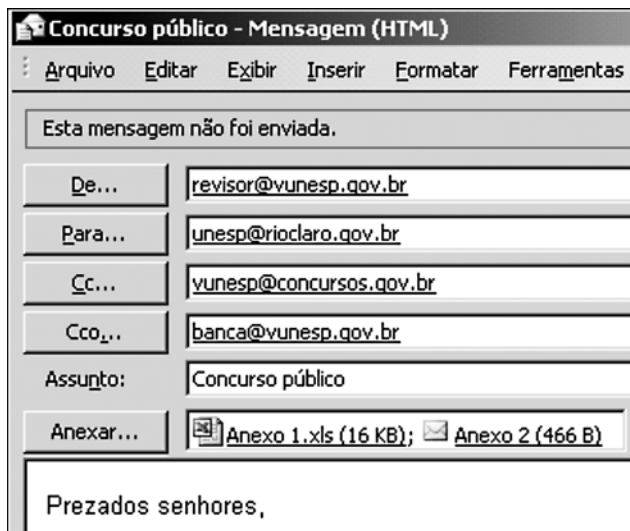 Concurso público - Mensagem (HTML)
Arquivo Editar Exibir Inserir Formatar Ferramentas
Esta mensagem não foi enviada.
De... revisor@vunesp.gov.br
Para... unesp@rioclaro.gov.br
Cc... vunesp@concursos.gov.br
Cco... banca@vunesp.gov.br
Assunto: Concurso público
Anexar... Anexo 1.xls (16 KB); Anexo 2 (466 B)
Prezados senhores,